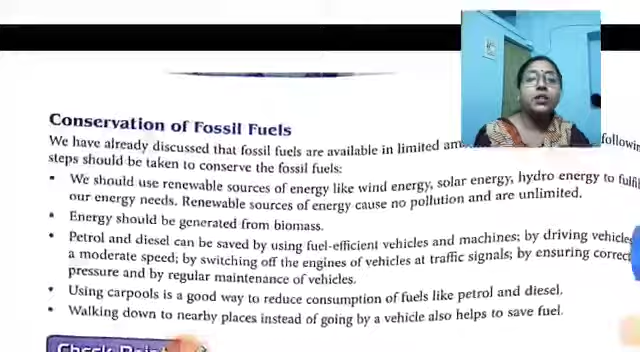 Conservation of Fossil Fuels
We have already discussed that fossil fuels are available in limited followin
steps should be taken to conserve the fossil fuels:
• We should use renewable sources of energy like wind energy, solar energy, hydro energy to fulfil
our energy needs. Renewable sources of energy cause no pollution and are unlimited.
• Energy should be generated from biomass.
• Petrol and diesel can be saved by using fuel-efficient vehicles and machines; by driving vehicles
a moderate speed; by switching off the engines of vehicles at traffic signals; by ensuring correct
pressure and by regular maintenance of vehicles.
• Using carpools is a good way to reduce consumption of fuels like petrol and diesel.
• Walking down to nearby places instead of going by a vehicle also helps to save fuel.
Check Point